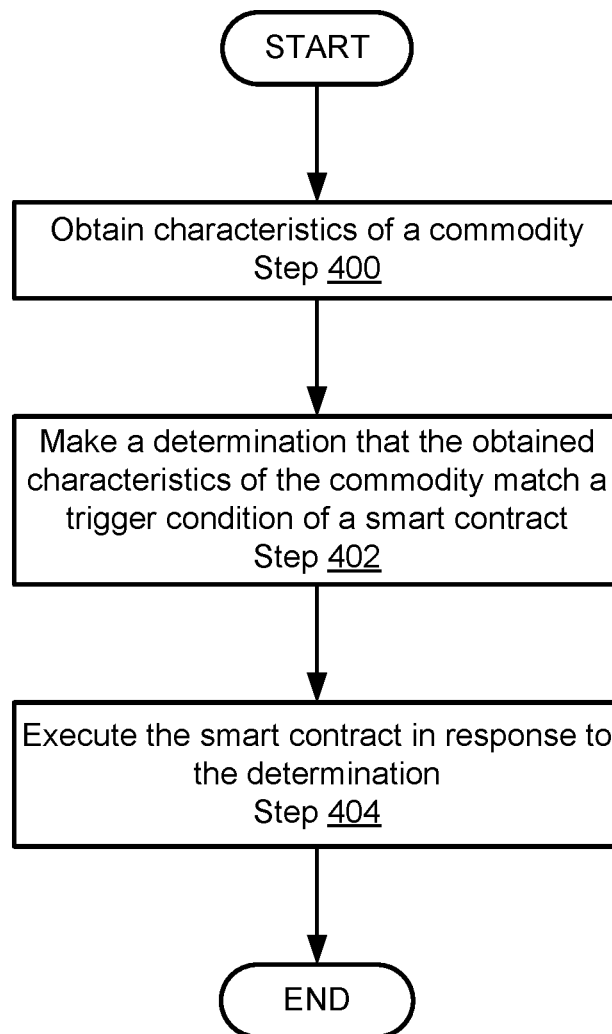 START
Obtain characteristics of a commodity
Step 400
Make a determination that the obtained
characteristics of the commodity match a
trigger condition of a smart contract
Step 402
Execute the smart contract in response to
the determination
Step 404
END